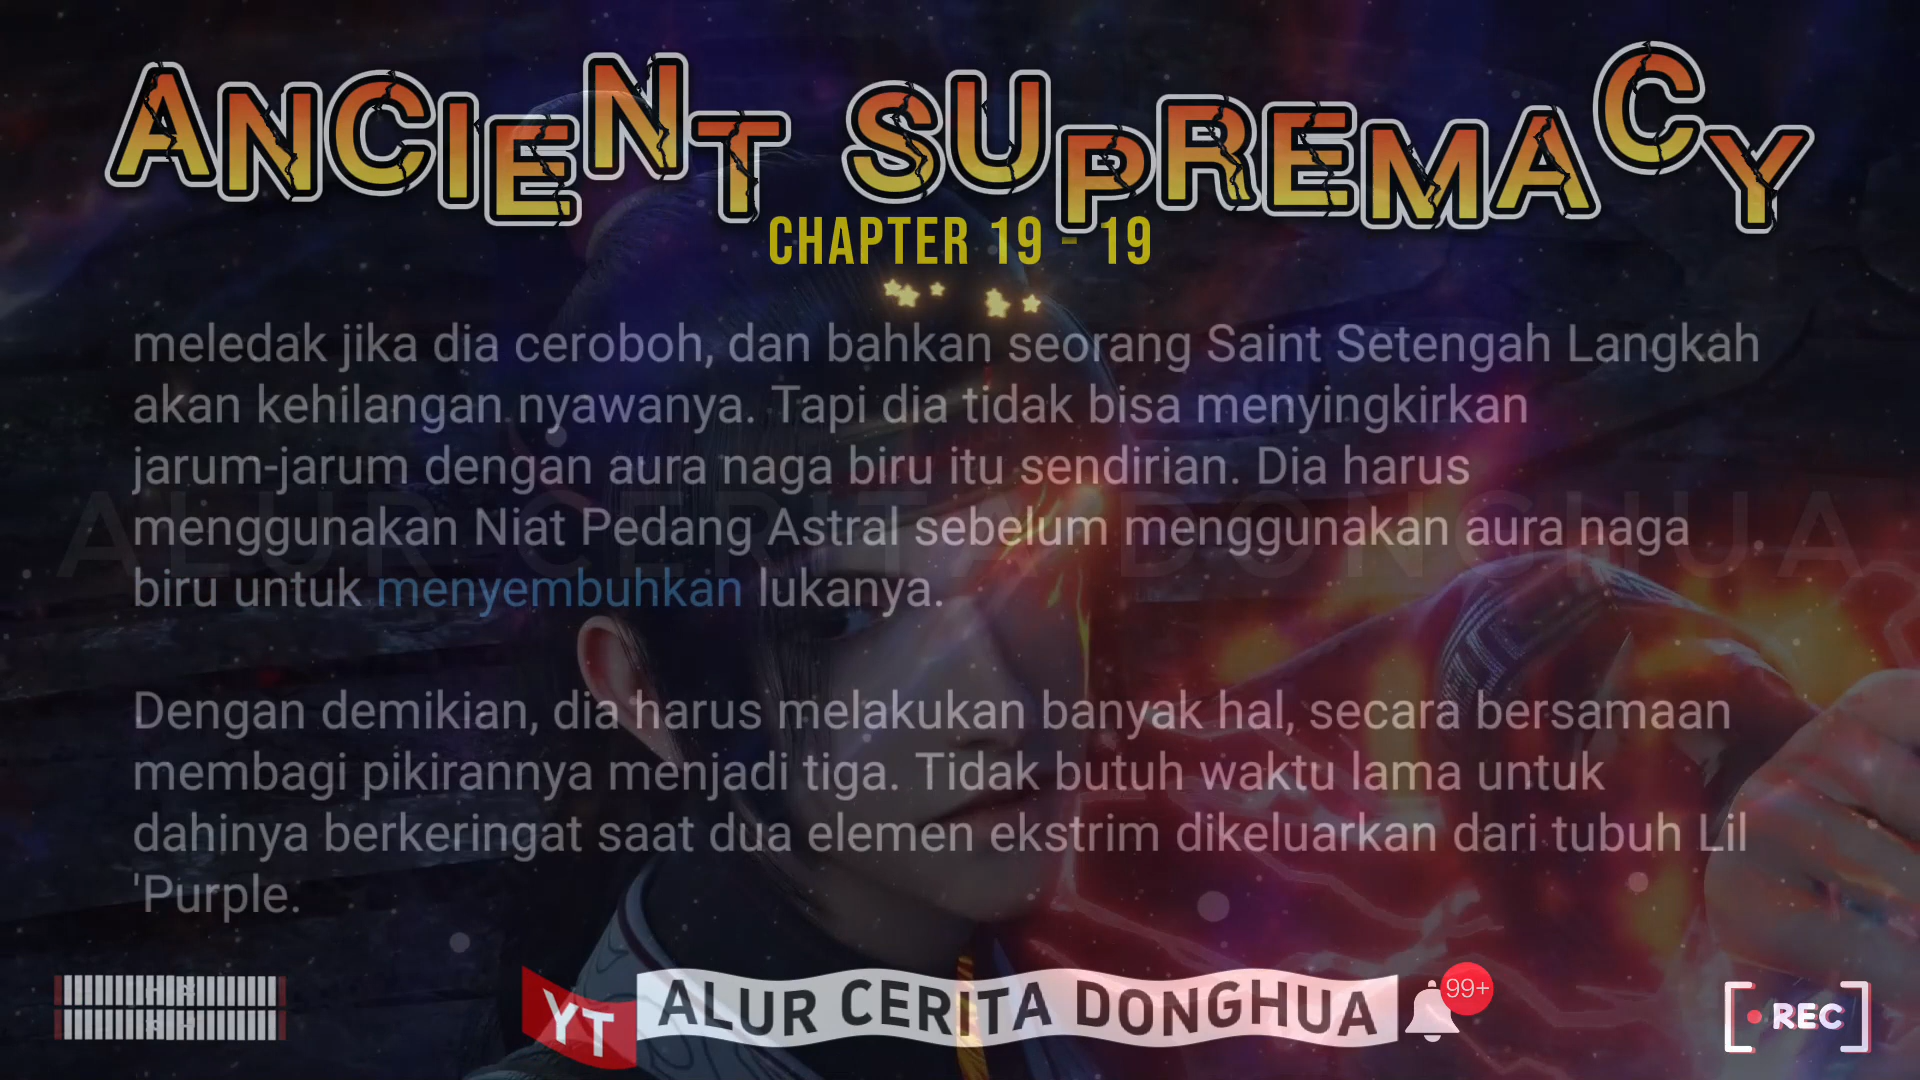 ANCIENT SUPREMACY
CHAPTER 19 - 19
meledak jika dia ceroboh, dan bahkan seorang Saint Setengah Langkah
akan kehilangan nyawanya. Tapi dia tidak bisa menyingkirkan
jarum-jarum dengan aura naga biru itu sendirian. Dia harus
menggunakan Niat Pedang Astral sebelum menggunakan aura naga
biru untuk menyembuhkan lukanya.
ALUR CERITA DONGHUA
Dengan demikian, dia harus melakukan banyak hal, secara bersamaan
membagi pikirannya menjadi tiga. Tidak butuh waktu lama untuk
dahinya berkeringat saat dua elemen ekstrim dikeluarkan dari tubuh Lil
'Purple.
YT ALUR CERITA DONGHUA 99+
REC